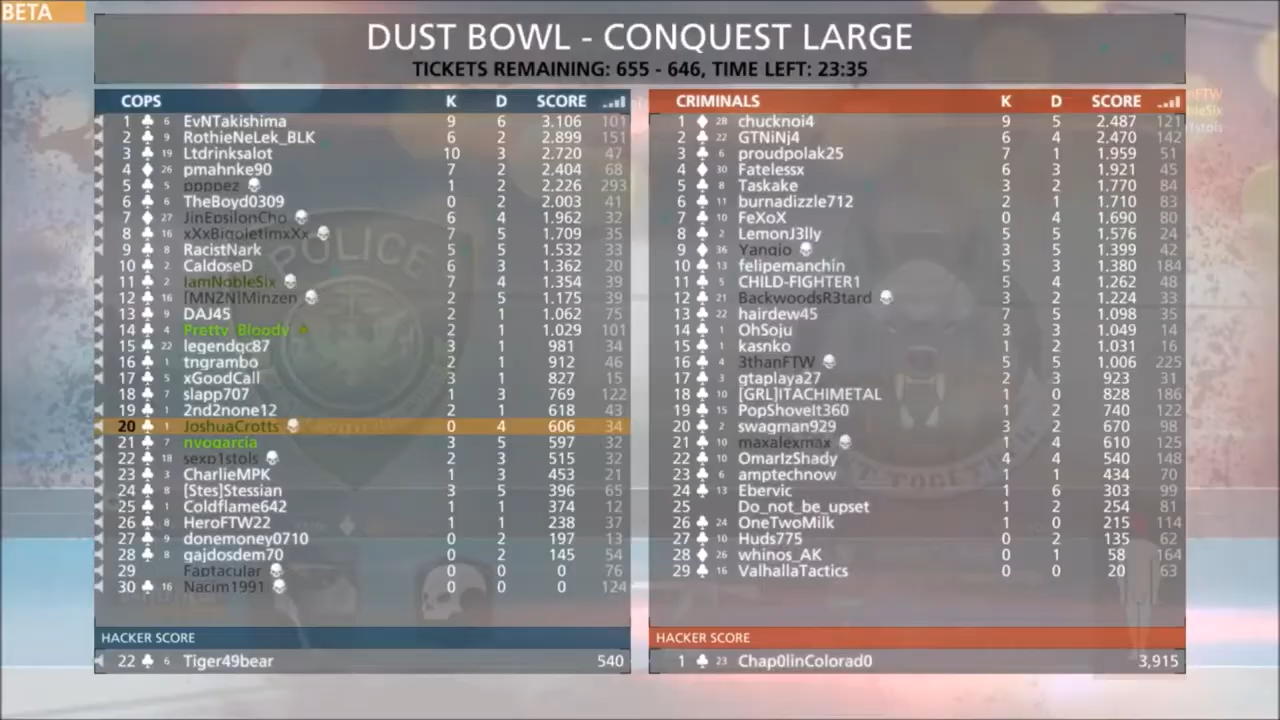 BETA
DUST BOWL - CONQUEST LARGE
TICKETS REMAINING: 655 - 646, TIME LEFT: 23:35
COPS K D SCORE
1 6 EvNTakishima 9 6 3.106 101
2 9 RothieNeLek_BLK 6 2 2.899 151
3 19 Ltdrinksalot 10 3 2.720 47
4 26 pmahnke90 7 2 2.404 68
5 5 ppppez 1 2 2.226 293
6 6 TheBoyd0309 0 2 2.003 41
7 27 JinEpsilonCho 6 4 1.962 32
8 16 xXxBigoletImxXx 7 5 1.709 35
9 8 RacistNark 5 5 1.532 33
10 2 CaldoseD 6 3 1.362 20
11 2 IamNobleSix 7 4 1.354 39
12 16 [MNZN]Minzen 2 5 1.175 39
13 9 DAJ45 2 1 1.062 75
14 4 Pretty_Bloody 2 1 1.029 101
15 22 legendqc87 3 1 981 34
16 1 tngrambo 2 1 912 46
17 5 xGoodCall 3 1 827 15
18 7 slapp707 1 3 769 122
19 1 2nd2none12 2 1 618 43
20 1 JoshuaCrotts 0 4 606 34
21 7 nvogarcia 3 5 597 32
22 18 sexp1stols 2 3 515 32
23 3 CharlieMPK 1 3 453 21
24 8 [Stes]Stessian 3 5 396 65
25 1 Coldflame642 1 1 374 12
26 8 HeroFTW22 1 1 238 37
27 9 donemoney0710 0 2 197 13
28 8 gajdosdem70 0 2 145 54
29 Faptacular 0 0 0 76
30 16 Nacim1991 0 0 0 124
HACKER SCORE
22 6 Tiger49bear 540
CRIMINALS K D SCORE
1 28 chucknoi4 9 5 2.487 121
2 22 GTNiNj4 6 4 2.470 142
3 6 proudpolak25 7 1 1.959 51
4 30 Fatelessx 6 3 1.921 45
5 8 Taskake 3 2 1.770 84
6 11 burnadizzle712 2 1 1.710 83
7 10 FeXoX 0 4 1.690 80
8 2 LemonJ3lly 5 5 1.576 24
9 36 Yangio 3 5 1.399 42
10 13 felipemanchin 5 3 1.380 184
11 5 CHILD-FIGHTER1 5 4 1.262 48
12 21 BackwoodsR3tard 3 2 1.224 33
13 22 hairdew45 7 5 1.098 35
14 1 OhSoju 3 3 1.049 14
15 1 kasnko 1 2 1.031 16
16 4 3thanFTW 5 5 1.006 225
17 3 gtaplaya27 2 3 923 31
18 10 [GRL]ITACHIMETAL 1 0 828 186
19 15 PopShoveIt360 1 2 740 122
20 2 swagman929 3 2 670 98
21 10 maxalexmax 1 4 610 125
22 10 OmarIzShady 4 4 540 148
23 6 amptechnow 1 1 434 70
24 13 Ebervic 1 6 303 99
25 Do_not_be_upset 1 2 254 81
26 24 OneTwoMilk 1 0 215 114
27 10 Huds775 0 2 135 62
28 26 whinos_AK 0 1 58 164
29 16 ValhallaTactics 0 0 20 63
HACKER SCORE
1 23 Chap0linColorad0 3,915
POLICE